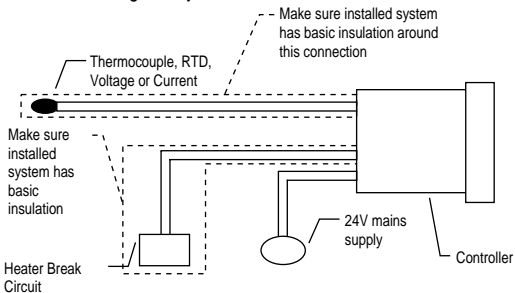 Make sure installed system
has basic insulation around
this connection
Thermocouple, RTD,
Voltage or Current
Make sure
installed
system has
basic
insulation
24V mains
supply
Controller
Heater Break
Circuit